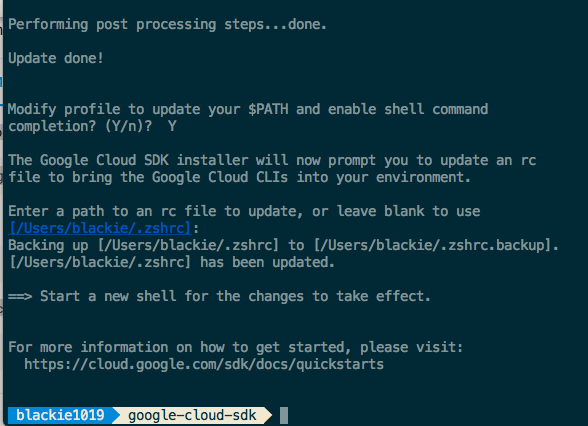 Performing post processing steps...done.
Update done!
Modify profile to update your $PATH and enable shell command
completion? (Y/n)?  Y
The Google Cloud SDK installer will now prompt you to update an rc
file to bring the Google Cloud CLIs into your environment.
Enter a path to an rc file to update, or leave blank to use
[/Users/blackie/.zshrc]:
Backing up [/Users/blackie/.zshrc] to [/Users/blackie/.zshrc.backup].
[/Users/blackie/.zshrc] has been updated.
==> Start a new shell for the changes to take effect.
For more information on how to get started, please visit:
  https://cloud.google.com/sdk/docs/quickstarts
blackie1019 google-cloud-sdk